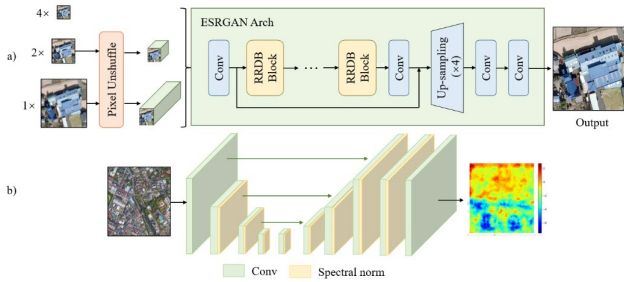 4×
ESRGAN Arch
a)
2×
1×
Pixel Unshuffle
Conv
RRDB
Block
...
RRDB
Block
Conv
Up-sampling
(×4)
Conv
Conv
Output
b)
Conv
Spectral norm